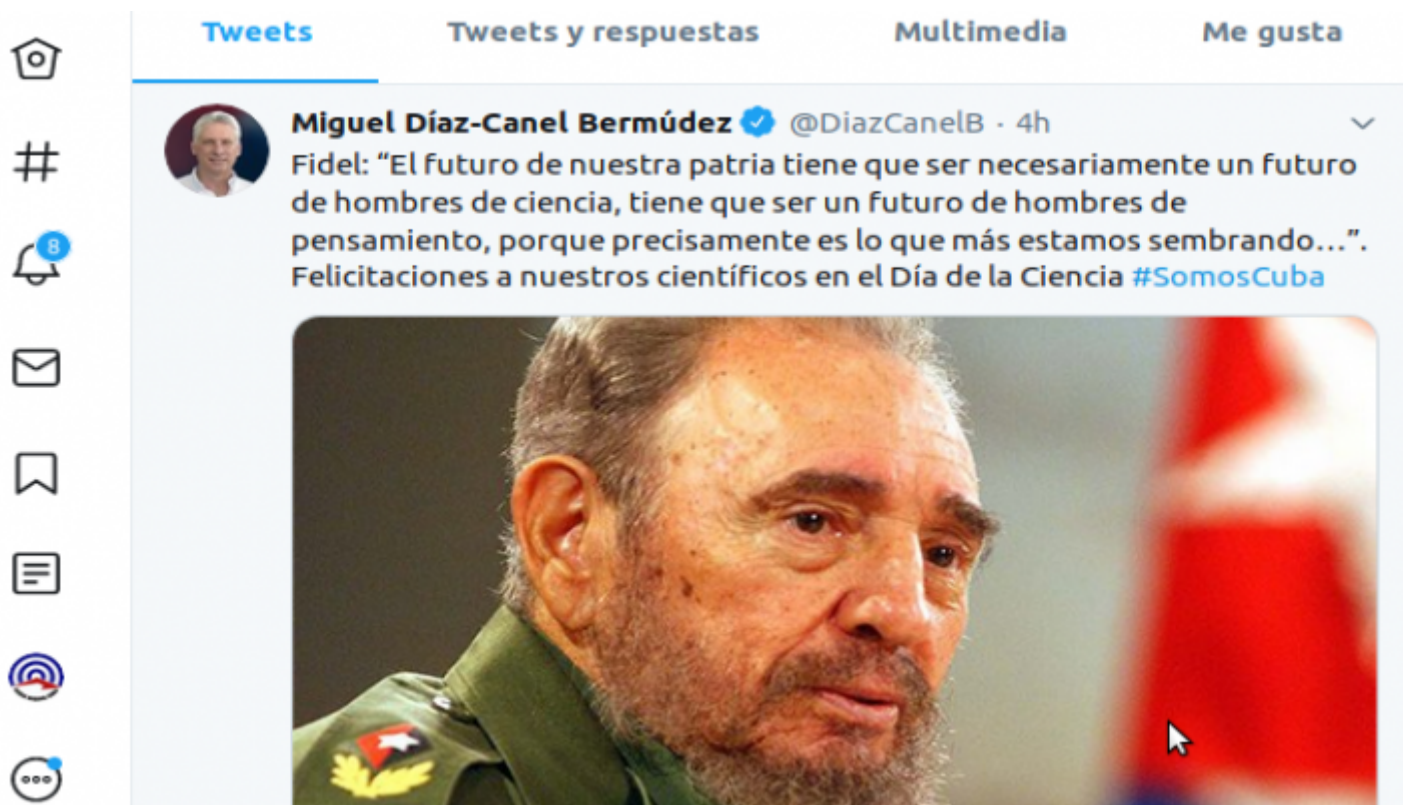 Tweets
Tweets y respuestas
Multimedia
Me gusta
Miguel Díaz-Canel Bermúdez @DiazCanelB · 4h
Fidel: “El futuro de nuestra patria tiene que ser necesariamente un futuro
de hombres de ciencia, tiene que ser un futuro de hombres de
pensamiento, porque precisamente es lo que más estamos sembrando...”.
Felicitaciones a nuestros científicos en el Día de la Ciencia #SomosCuba
8